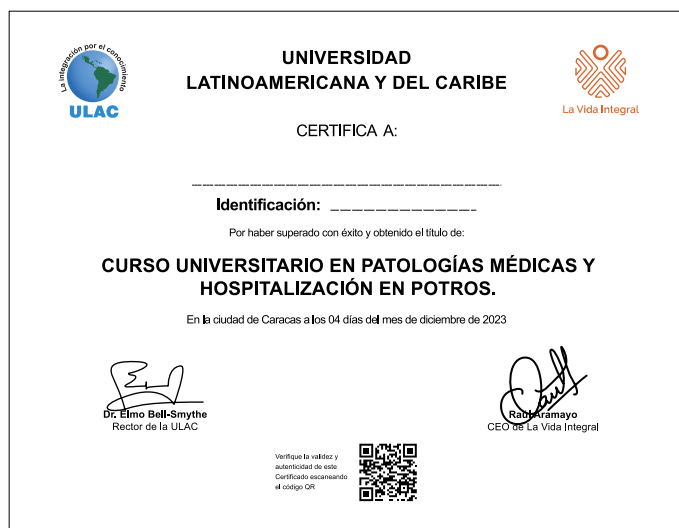 La integración por el conocimiento
ULAC
UNIVERSIDAD
LATINOAMERICANA Y DEL CARIBE
La Vida Integral
CERTIFICA A:
Identificación:
Por haber superado con éxito y obtenido el título de:
CURSO UNIVERSITARIO EN PATOLOGÍAS MÉDICAS Y
HOSPITALIZACIÓN EN POTROS.
En la ciudad de Caracas a los 04 días del mes de diciembre de 2023
Dr. Elmo Bell-Smythe
Rector de la ULAC
Raúl Aramayo
CEO de La Vida Integral
Verifique la validez y
autenticidad de este
Certificado escaneando
el código QR